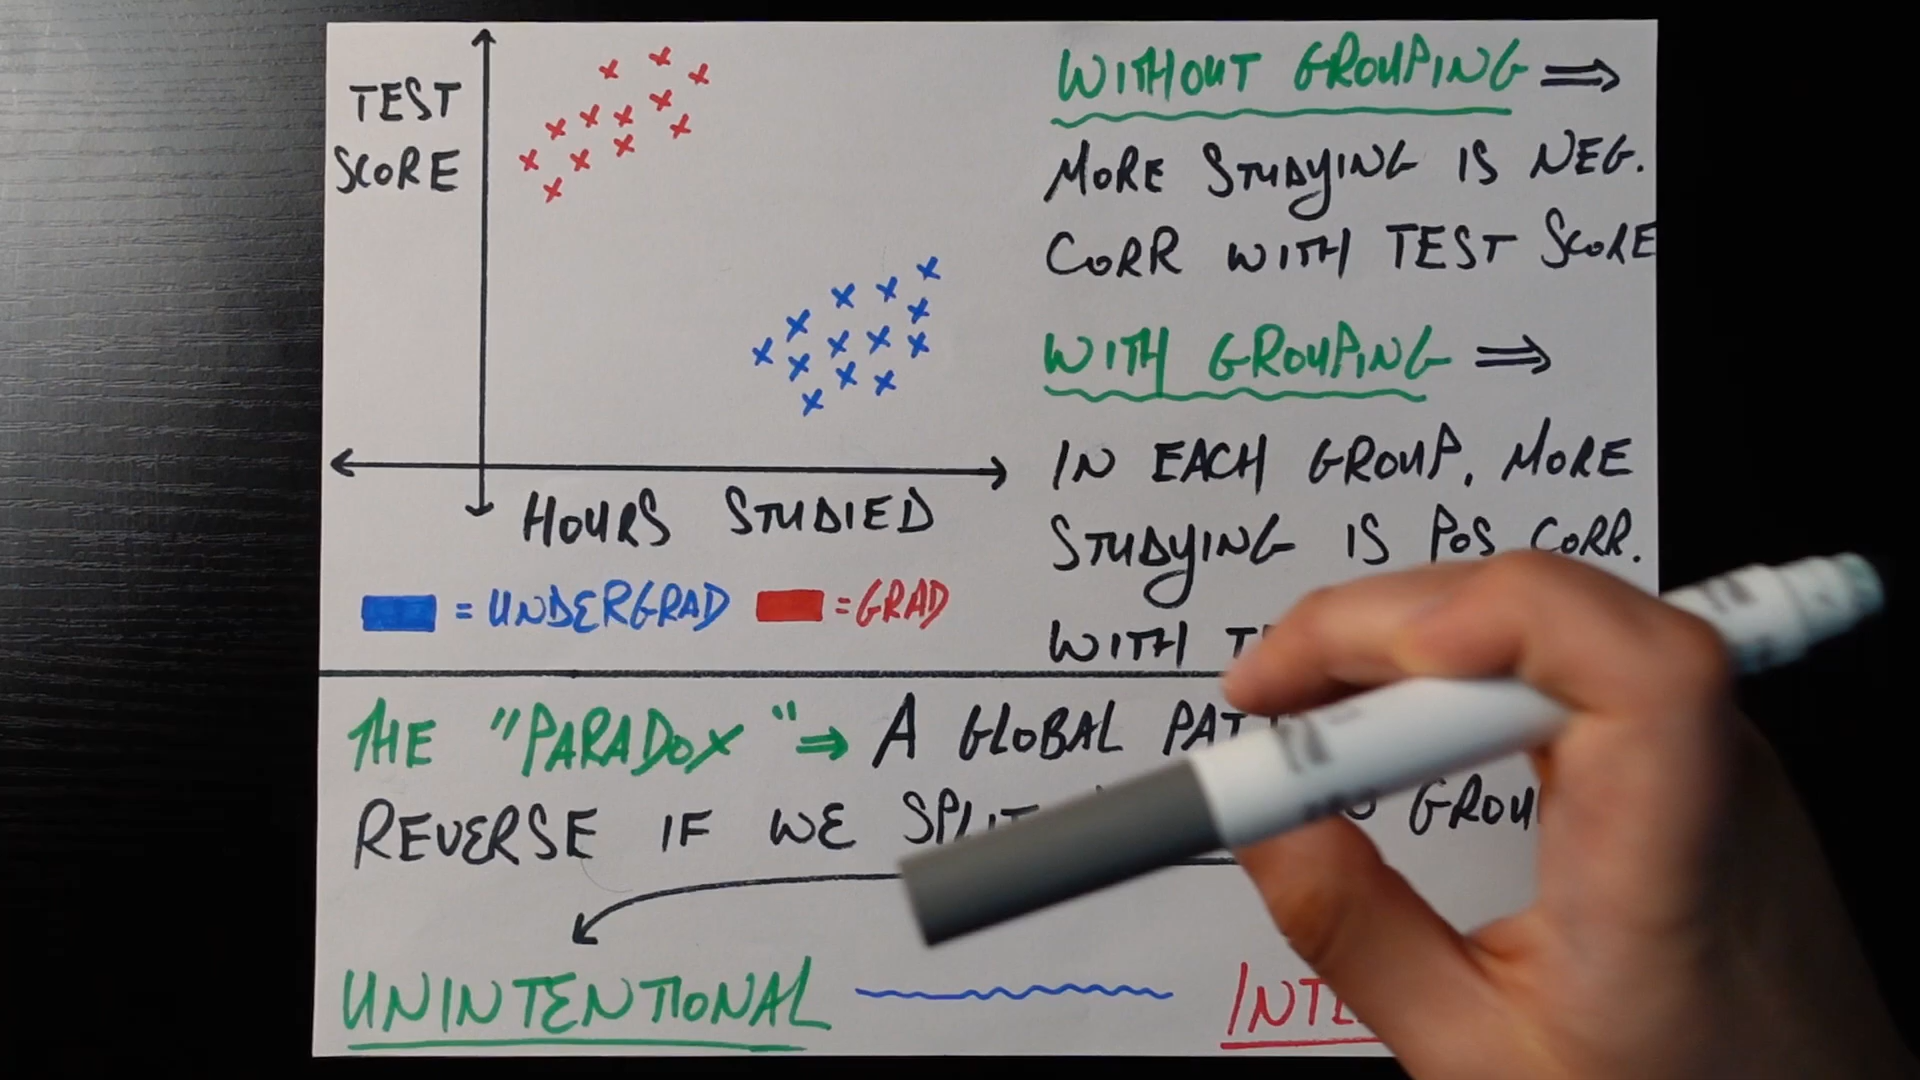 TEST
SCORE
HOURS STUDIED
= UNDERGRAD = GRAD
WITHOUT GROUPING ⇒
MORE STUDYING IS NEG.
CORR WITH TEST SCORE
WITH GROUPING ⇒
IN EACH GROUP, MORE
STUDYING IS POS CORR.
WITH
THE "PARADOX" ⇒ A GLOBAL
REVERSE IF WE SPLIT
UNINTENTIONAL